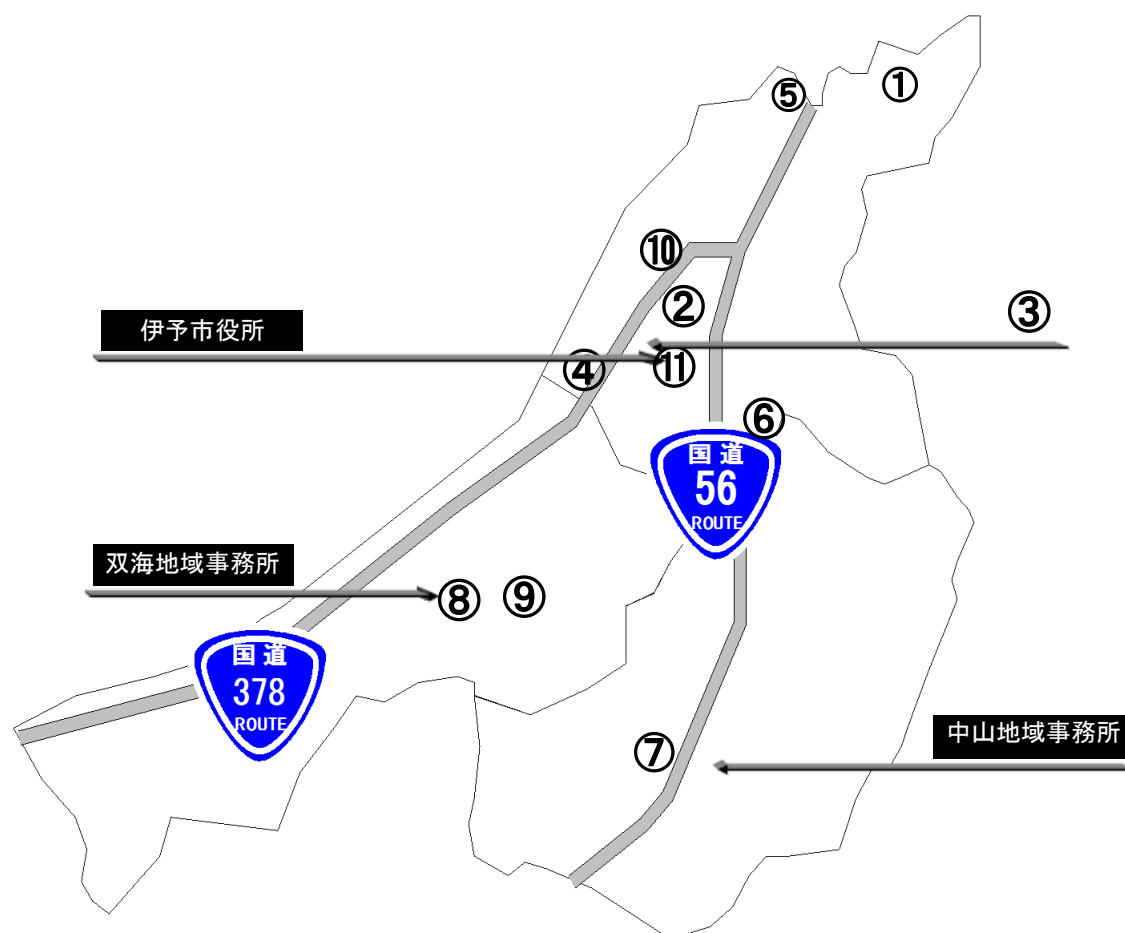 ①
⑤
⑩
②
③
伊予市役所
④
⑪
⑥
国道
56
ROUTE
双海地域事務所
⑧
⑨
国道
378
ROUTE
中山地域事務所
⑦